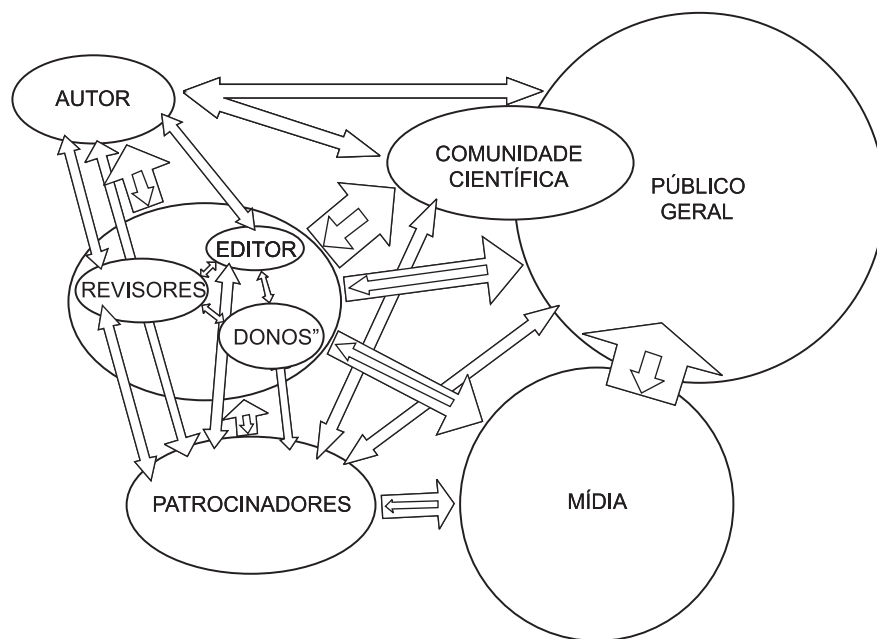 AUTOR
COMUNIDADE
CIENTÍFICA
PÚBLICO
GERAL
EDITOR
REVISORES
DONOS”
PATROCINADORES
MÍDIA